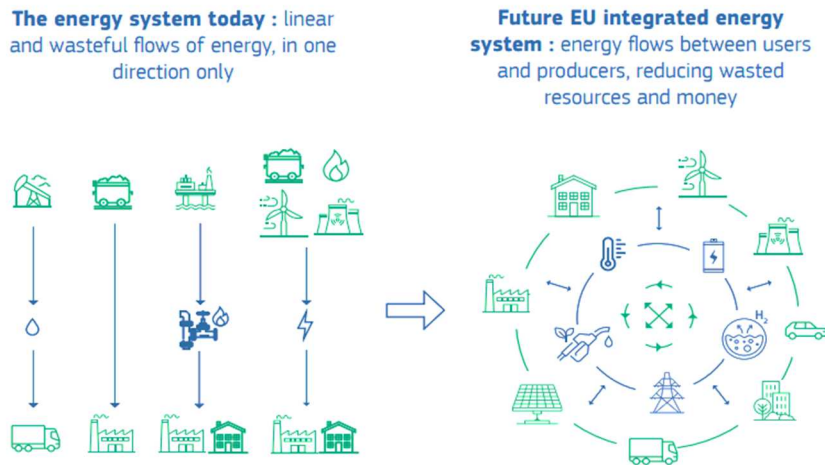 The energy system today : linear
and wasteful flows of energy, in one
direction only
Future EU integrated energy
system : energy flows between users
and producers, reducing wasted
resources and money
H₂